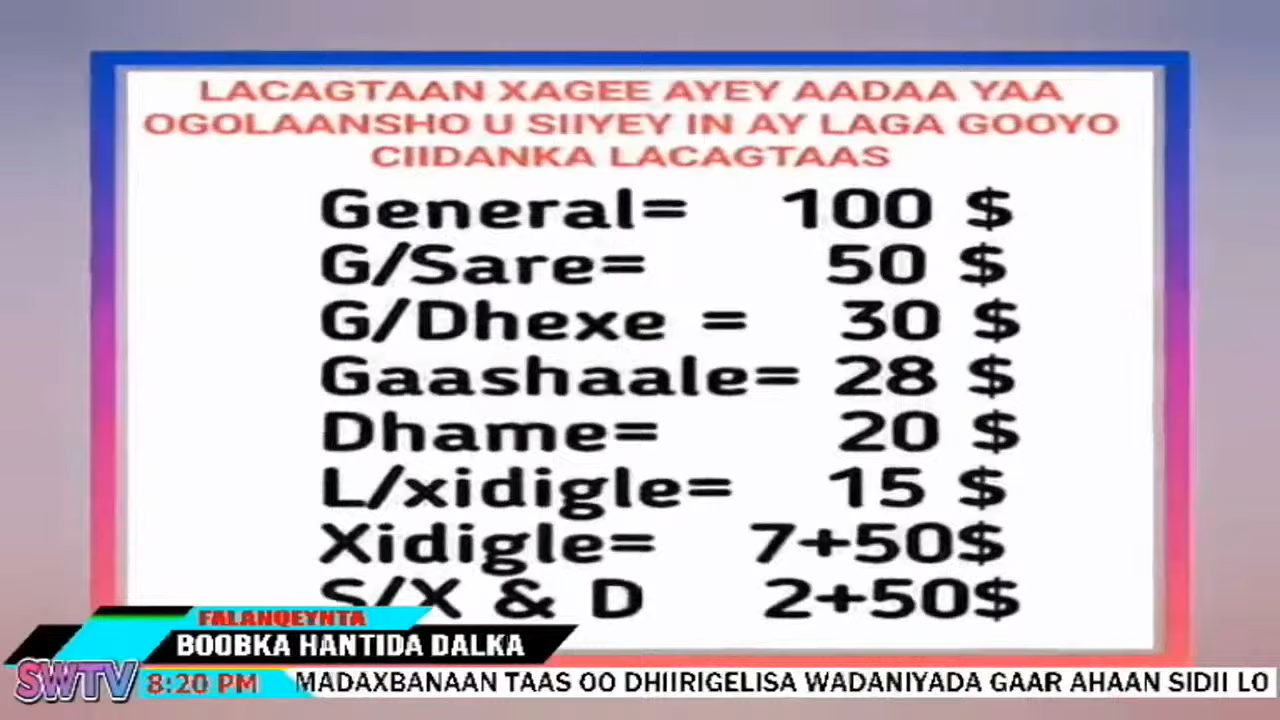 LACAGTAAN XAGEE AYEY AADAA YAA
OGOLAANSHO U SIIYEY IN AY LAGA GOOYO
CIIDANKA LACAGTAAS
General= 100 $
G/Sare= 50 $
G/Dhexe = 30 $
Gaashaale= 28 $
Dhame= 20 $
L/xidigle= 15 $
Xidigle= 7+50$
S/X & D 2+50$
FALANQEYNTA
BOOBKA HANTIDA DALKA
SWTV 8:20 PM MADAXBANAAN TAAS OO DHIIRIGELISA WADANIYADA GAAR AHAAN SIDII LO